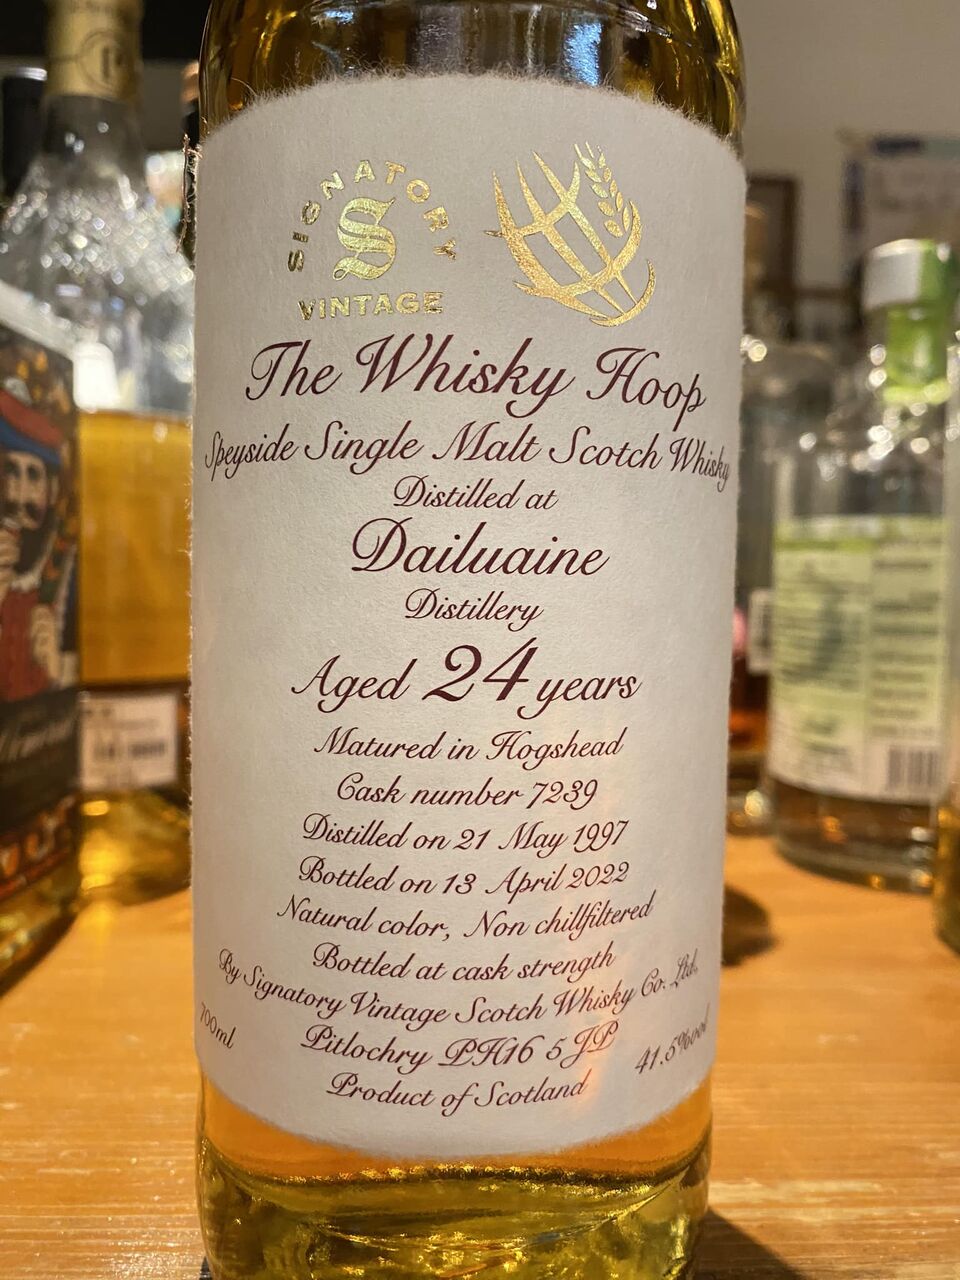 SIGNATORY
S
VINTAGE
The Whisky Hoop
Speyside Single Malt Scotch Whisky
Distilled at
Dailuaine
Distillery
Aged 24 years
Matured in Hogshead
Cask number 7239
Distilled on 21 May 1997
Bottled on 13 April 2022
Natural color, Non chillfiltered
Bottled at cask strength
By Signatory Vintage Scotch Whisky Co. Ltd.,
Pitlochry PH16 5JP
700ml
41.5%vol
Product of Scotland